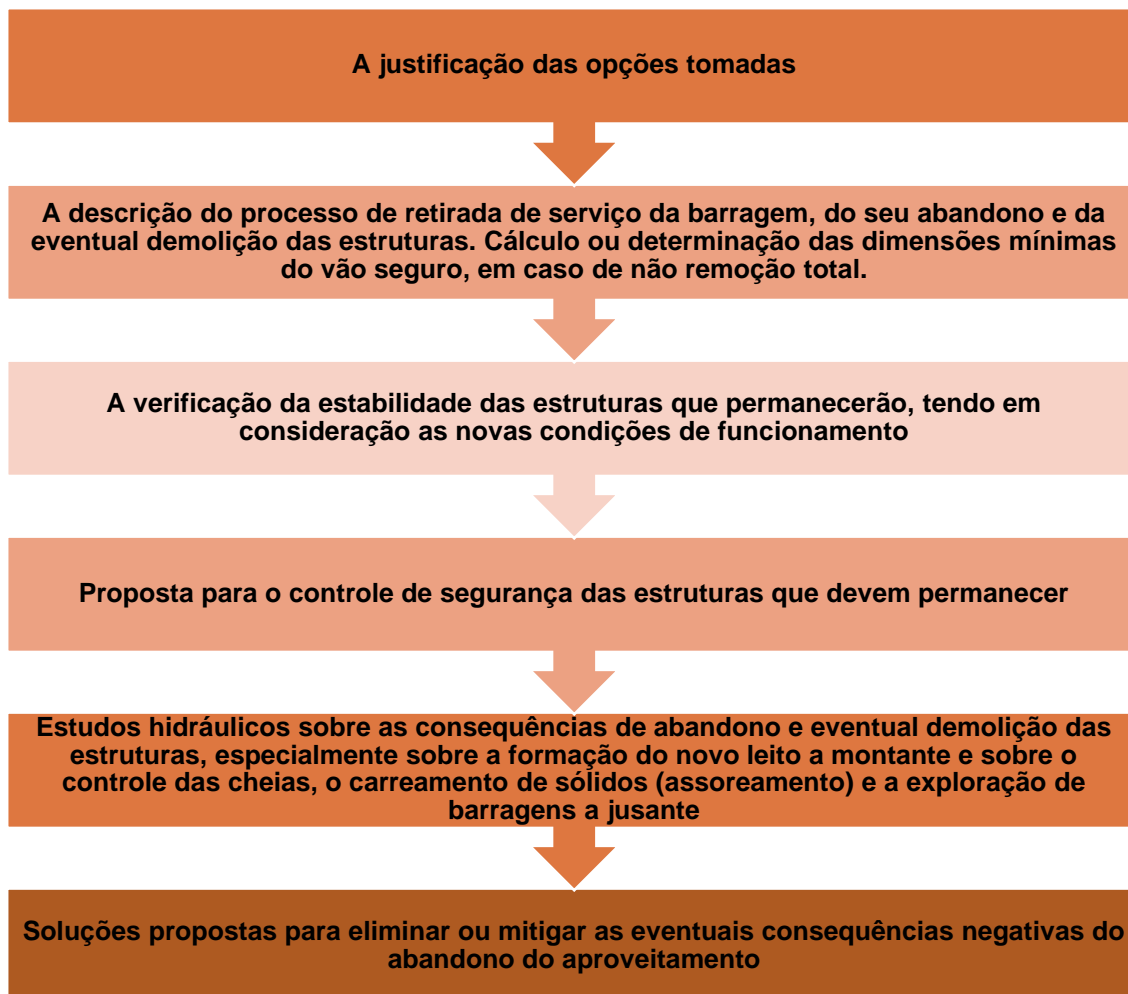 A justificação das opções tomadas
A descrição do processo de retirada de serviço da barragem, do seu abandono e da
eventual demolição das estruturas. Cálculo ou determinação das dimensões mínimas
do vão seguro, em caso de não remoção total.
A verificação da estabilidade das estruturas que permanecerão, tendo em
consideração as novas condições de funcionamento
Proposta para o controle de segurança das estruturas que devem permanecer
Estudos hidráulicos sobre as consequências de abandono e eventual demolição das
estruturas, especialmente sobre a formação do novo leito a montante e sobre o
controle das cheias, o carreamento de sólidos (assoreamento) e a exploração de
barragens a jusante
Soluções propostas para eliminar ou mitigar as eventuais consequências negativas do
abandono do aproveitamento